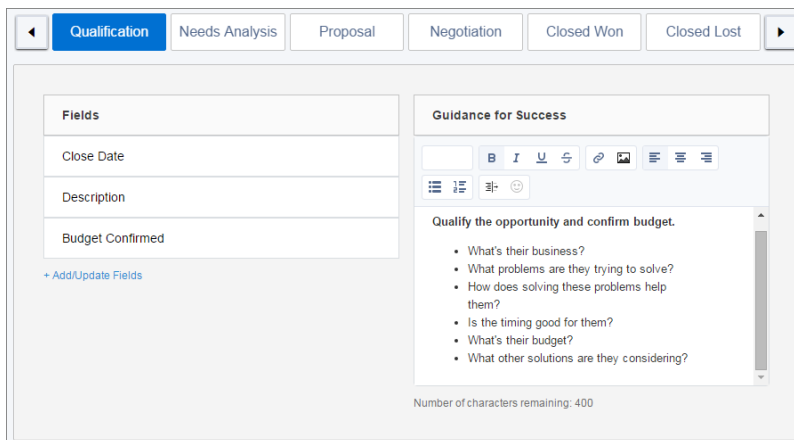 Qualification
Needs Analysis
Proposal
Negotiation
Closed Won
Closed Lost
Fields
Close Date
Description
Budget Confirmed
+ Add/Update Fields
Guidance for Success
B I U S
Qualify the opportunity and confirm budget.
• What's their business?
• What problems are they trying to solve?
• How does solving these problems help
them?
• Is the timing good for them?
• What's their budget?
• What other solutions are they considering?
Number of characters remaining: 400